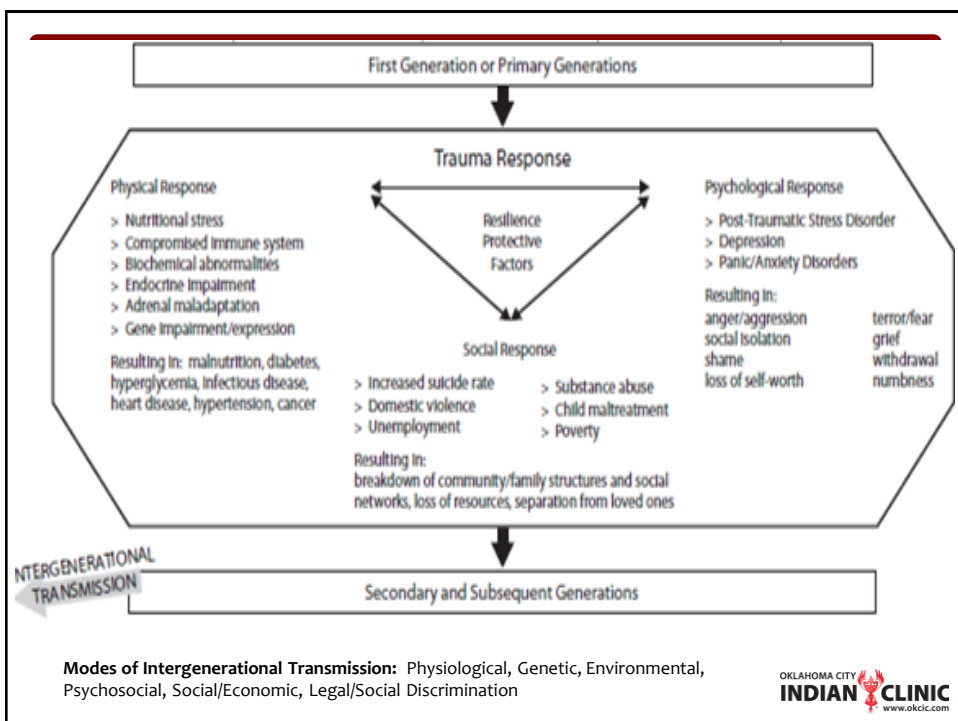 First Generation or Primary Generations
Trauma Response
Physical Response
> Nutritional stress
> Compromised immune system
> Biochemical abnormalities
> Endocrine impairment
> Adrenal maladaptation
> Gene impairment/expression
Resulting in: malnutrition, diabetes,
hyperglycemia, infectious disease,
heart disease, hypertension, cancer
Resilience
Protective
Factors
Psychological Response
> Post-Traumatic Stress Disorder
> Depression
> Panic/Anxiety Disorders
Resulting in:
anger/aggression terror/fear
social isolation grief
shame withdrawal
loss of self-worth numbness
Social Response
> Increased suicide rate > Substance abuse
> Domestic violence > Child maltreatment
> Unemployment > Poverty
Resulting in:
breakdown of community/family structures and social
networks, loss of resources, separation from loved ones
NTERGENERATIONAL
TRANSMISSION
Secondary and Subsequent Generations
Modes of Intergenerational Transmission: Physiological, Genetic, Environmental,
Psychosocial, Social/Economic, Legal/Social Discrimination
OKLAHOMA CITY
INDIAN CLINIC
www.okcic.com